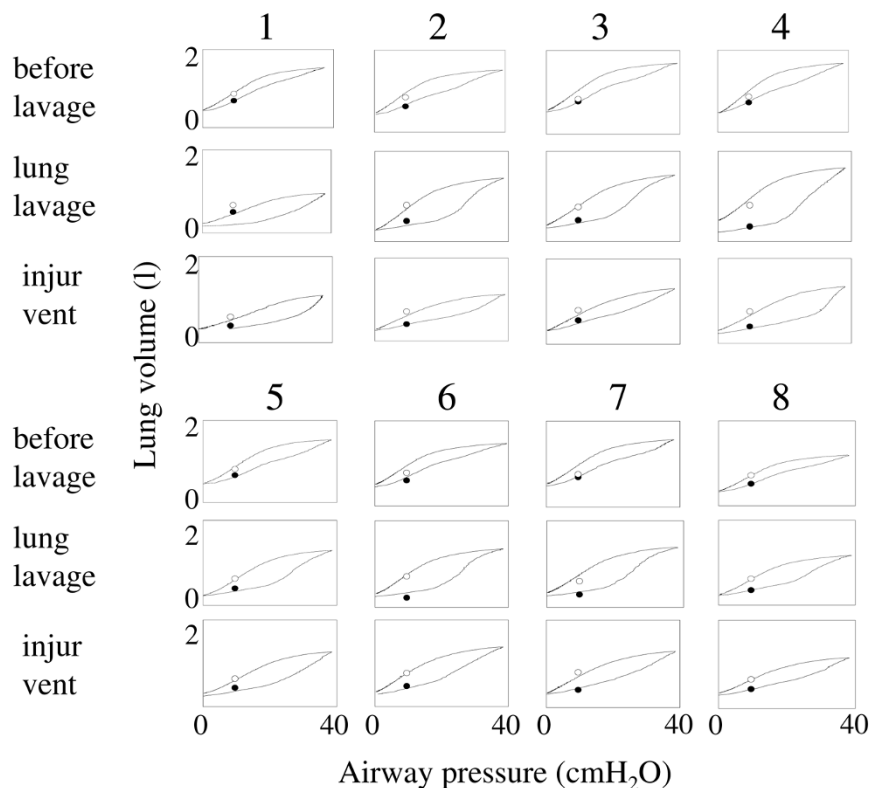 1 2 3 4
before
lavage
2
0
lung
lavage
2
0
injur
vent
2
0
Lung volume (l)
5 6 7 8
before
lavage
2
0
lung
lavage
2
0
injur
vent
2
0
0 40 0 40 0 40 0 40
Airway pressure (cmH₂O)